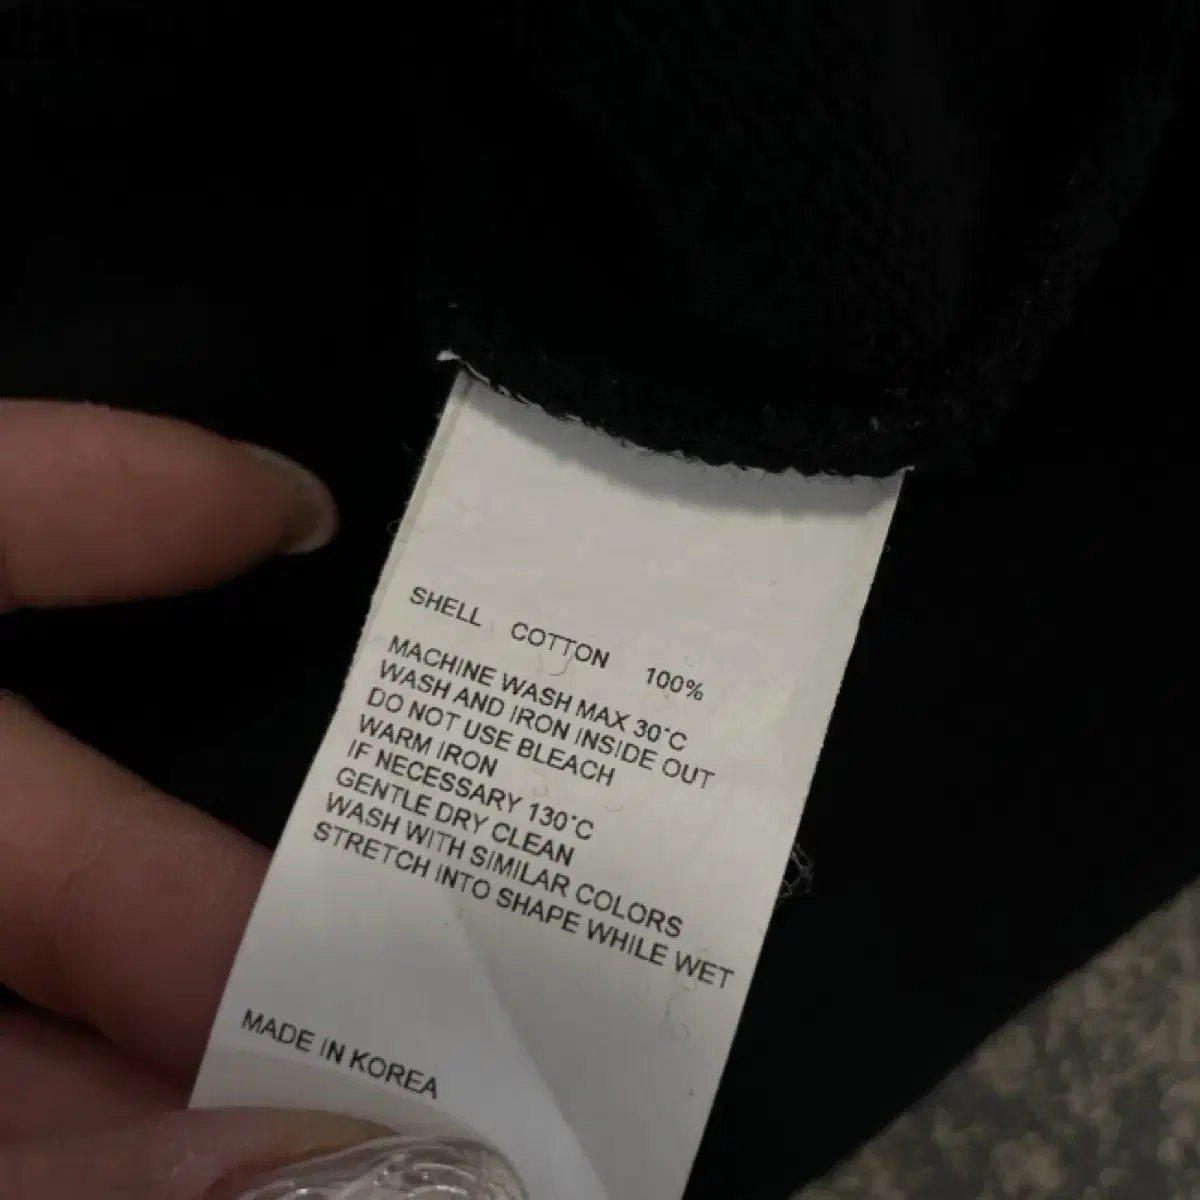 SHELL COTTON 100%
MACHINE WASH MAX 30°C
WASH AND IRON INSIDE OUT
DO NOT USE BLEACH
WARM IRON
IF NECESSARY 130°C
GENTLE DRY CLEAN
WASH WITH SIMILAR COLORS
STRETCH INTO SHAPE WHILE WET
MADE IN KOREA